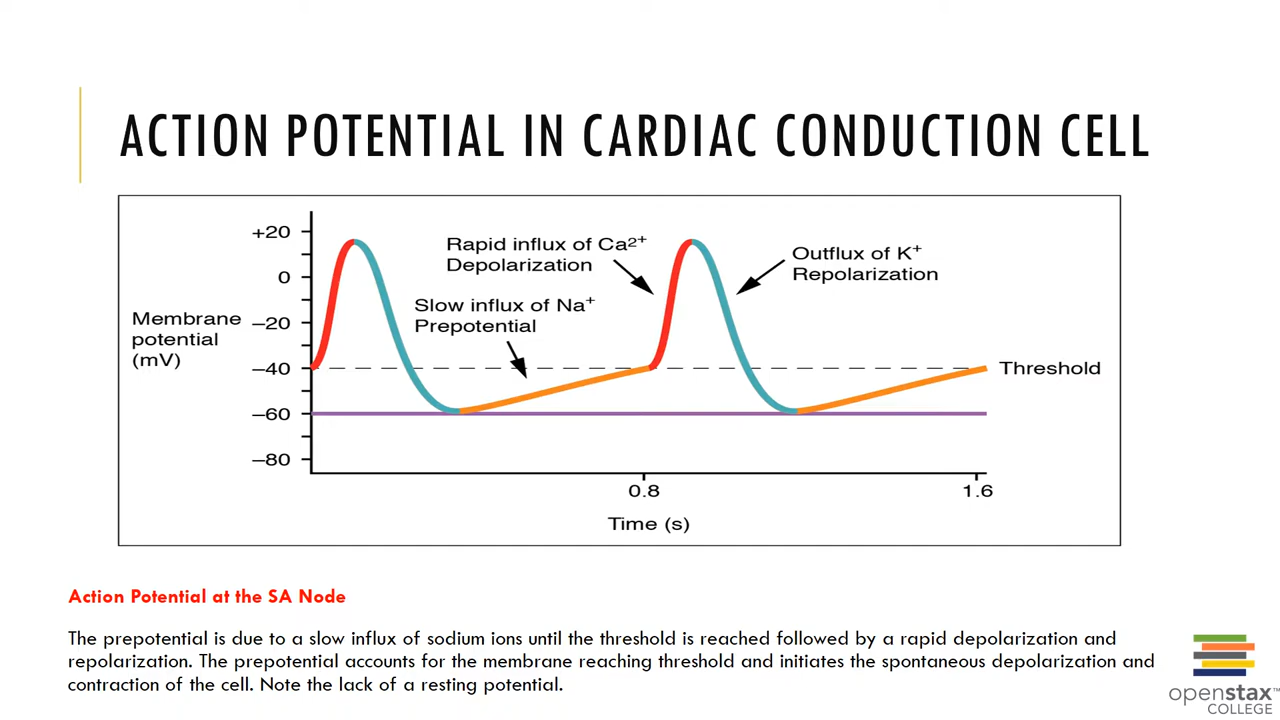 ACTION POTENTIAL IN CARDIAC CONDUCTION CELL
+20
0
–20
–40
–60
–80
Membrane
potential
(mV)
Rapid influx of Ca²⁺
Depolarization
Slow influx of Na⁺
Prepotential
Outflux of K⁺
Repolarization
Threshold
0.8
1.6
Time (s)
Action Potential at the SA Node
The prepotential is due to a slow influx of sodium ions until the threshold is reached followed by a rapid depolarization and
repolarization. The prepotential accounts for the membrane reaching threshold and initiates the spontaneous depolarization and
contraction of the cell. Note the lack of a resting potential.
openstax™
COLLEGE